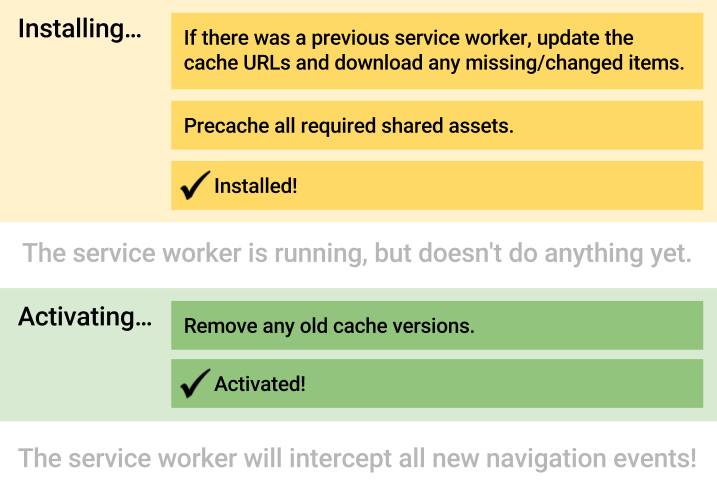 Installing...
If there was a previous service worker, update the
cache URLs and download any missing/changed items.
Precache all required shared assets.
Installed!
The service worker is running, but doesn't do anything yet.
Activating...
Remove any old cache versions.
Activated!
The service worker will intercept all new navigation events!